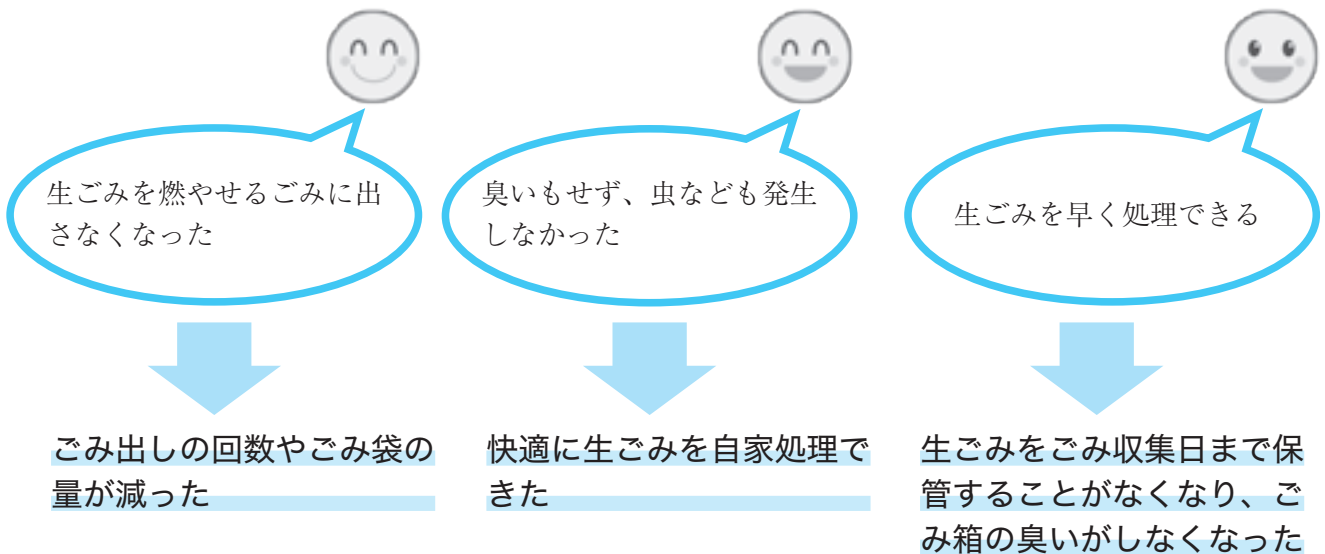 生ごみを燃やせるごみに出
さなくなった
臭いもせず、虫なども発生
しなかった
生ごみを早く処理できる
ごみ出しの回数やごみ袋の
量が減った
快適に生ごみを自家処理で
きた
生ごみをごみ収集日まで保
管することがなくなり、ご
み箱の臭いがしなくなった